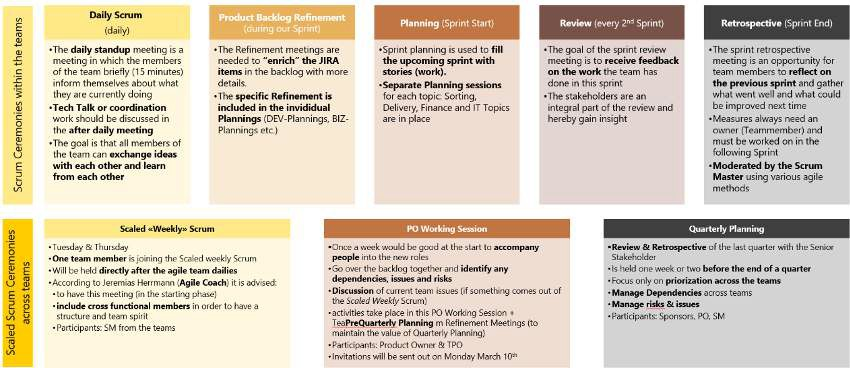 Scrum Ceremonies within the teams
Daily Scrum
(daily)
•The daily standup meeting is a
meeting in which the members
of the team briefly (15 minutes)
inform themselves about what
they are currently doing
•Tech Talk or coordination
work should be discussed in
the after daily meeting
•The goal is that all members of
the team can exchange ideas
with each other and learn
from each other
Product Backlog Refinement
(during our Sprint)
•The Refinement meetings are
needed to "enrich" the JIRA
items in the backlog with more
details.
•The specific Refinement is
included in the invididual
Plannings (DEV-Plannings, BIZ-
Plannings etc.)
Planning (Sprint Start)
•Sprint planning is used to fill
the upcoming sprint with
stories (work).
•Separate Planning sessions
for each topic: Sorting,
Delivery, Finance and IT Topics
are in place
Review (every 2nd Sprint)
•The goal of the sprint review
meeting is to receive feedback
on the work the team has
done in this sprint
•The stakeholders are an
integral part of the review and
hereby gain insight
Retrospective (Sprint End)
•The sprint retrospective
meeting is an opportunity for
team members to reflect on
the previous sprint and gather
what went well and what could
be improved next time
•Measures always need an
owner (Teammember) and
must be worked on in the
following Sprint
•Moderated by the Scrum
Master using various agile
methods
Scaled Scrum Ceremonies
across teams
Scaled «Weekly» Scrum
•Tuesday & Thursday
•One team member is joining the Scaled weekly Scrum
•Will be held directly after the agile team dailies
•According to Jeremias Herrmann (Agile Coach) it is advised:
•to have this meeting (in the starting phase)
•include cross functional members in order to have a
structure and team spirit
•Participants: SM from the teams
PO Working Session
•Once a week would be good at the start to accompany
people into the new roles
•Go over the backlog together and identify any
dependencies, issues and risks
•Discussion of current team issues (if something comes out
of the Scaled Weekly Scrum)
•activities take place in this PO Working Session +
TeaPreQuarterly Planning m Refinement Meetings (to
maintain the value of Quarterly Planning)
•Participants: Product Owner & TPO
•Invitations will be sent out on Monday March 10th
Quarterly Planning
•Review & Retrospective of the last quarter with the Senior
Stakeholder
•Is held one week or two before the end of a quarter
•Focus only on priorization across the teams
•Manage Dependencies across teams
•Manage risks & issues
•Participants: Sponsors, PO, SM